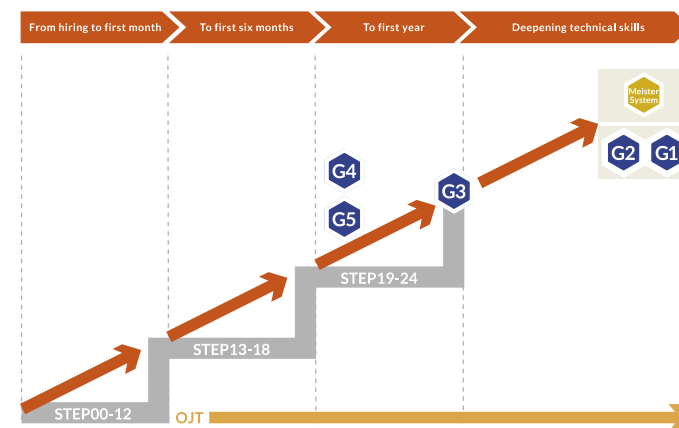 From hiring to first month
To first six months
To first year
Deepening technical skills
Meister
System
G4
G2
G1
G3
G5
STEP19-24
STEP13-18
STEP00-12
OJT